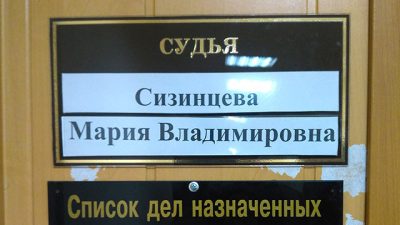 СУДЬЯ
Сизинцева
Мария Владимировна
Список дел назначенных